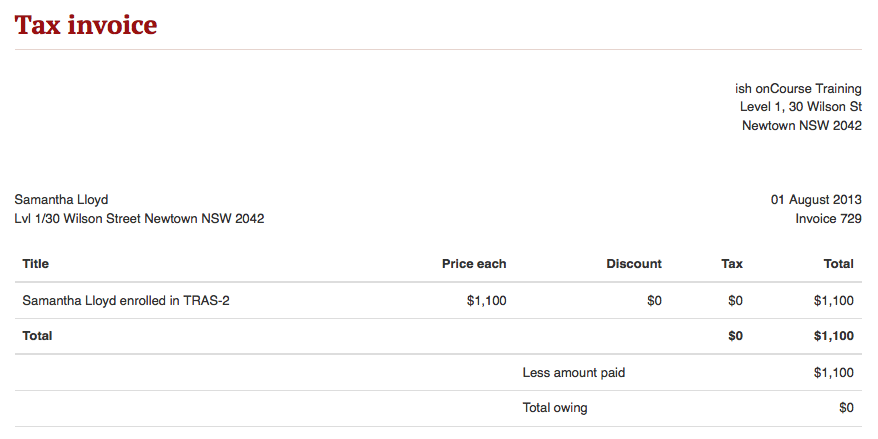 Tax invoice
ish onCourse Training
Level 1, 30 Wilson St
Newtown NSW 2042
Samantha Lloyd
01 August 2013
Lvl 1/30 Wilson Street Newtown NSW 2042
Invoice 729
Title Price each Discount Tax Total
Samantha Lloyd enrolled in TRAS-2 $1,100 $0 $0 $1,100
Total $0 $1,100
Less amount paid $1,100
Total owing $0